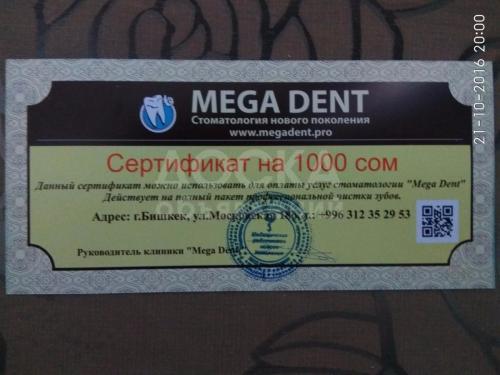 MEGA DENT
Стоматология нового поколения
www.megadent.pro
Сертификат на 1000 сом
Данный сертификат можно использовать для оплаты услуг стоматологии "Mega Dent"
Действует на полный пакет профессиональной чистки зубов.
Адрес: г.Бишкек, ул.Московская +996 312 35 29 53
Руководитель клиники "Mega Dent
21-10-2016 20:00
ДОСКА